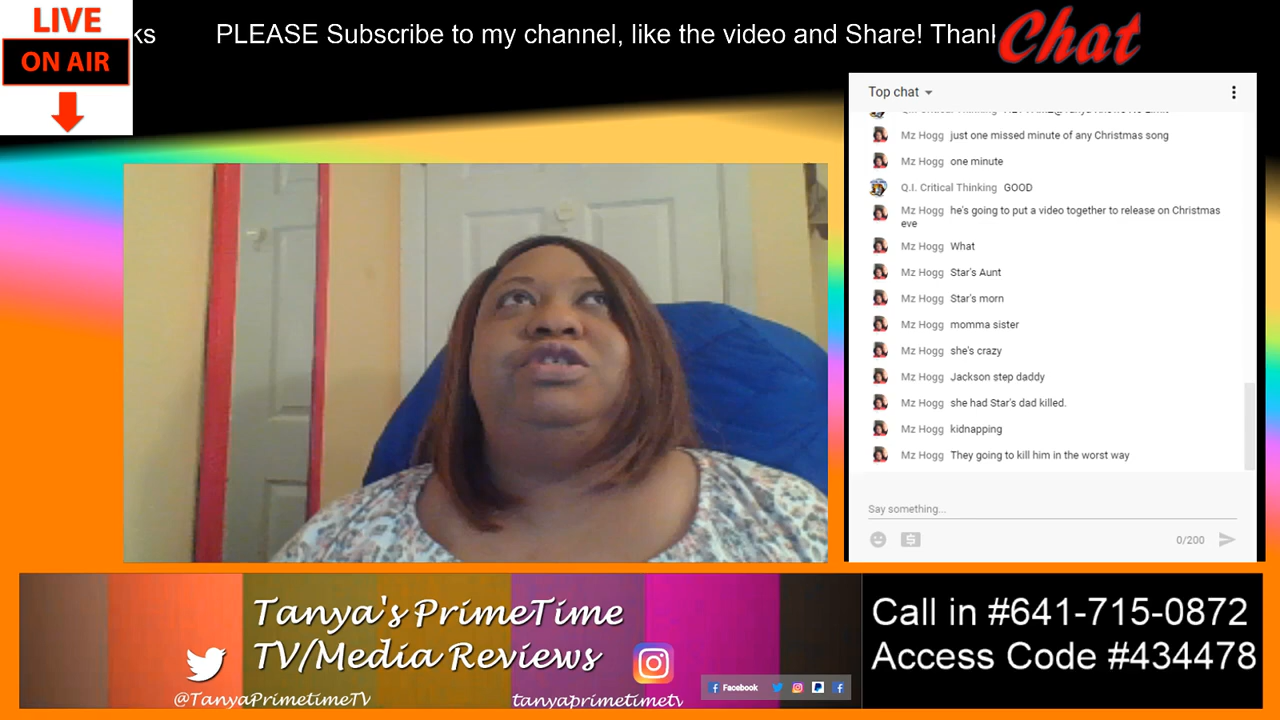 LIVE
ON AIR
ks PLEASE Subscribe to my channel, like the video and Share! Thank
Chat
Top chat
Q.I. Critical Thinking
Mz Hogg just one missed minute of any Christmas song
Mz Hogg one minute
Q.I. Critical Thinking GOOD
Mz Hogg he's going to put a video together to release on Christmas
eve
Mz Hogg What
Mz Hogg Star's Aunt
Mz Hogg Star's morn
Mz Hogg momma sister
Mz Hogg she's crazy
Mz Hogg Jackson step daddy
Mz Hogg she had Star's dad killed.
Mz Hogg kidnapping
Mz Hogg They going to kill him in the worst way
Say something...
0/200
Tanya's PrimeTime
TV/Media Reviews
@TanyaPrimetimeTV
tanyaprimetimetv
Facebook
Call in #641-715-0872
Access Code #434478